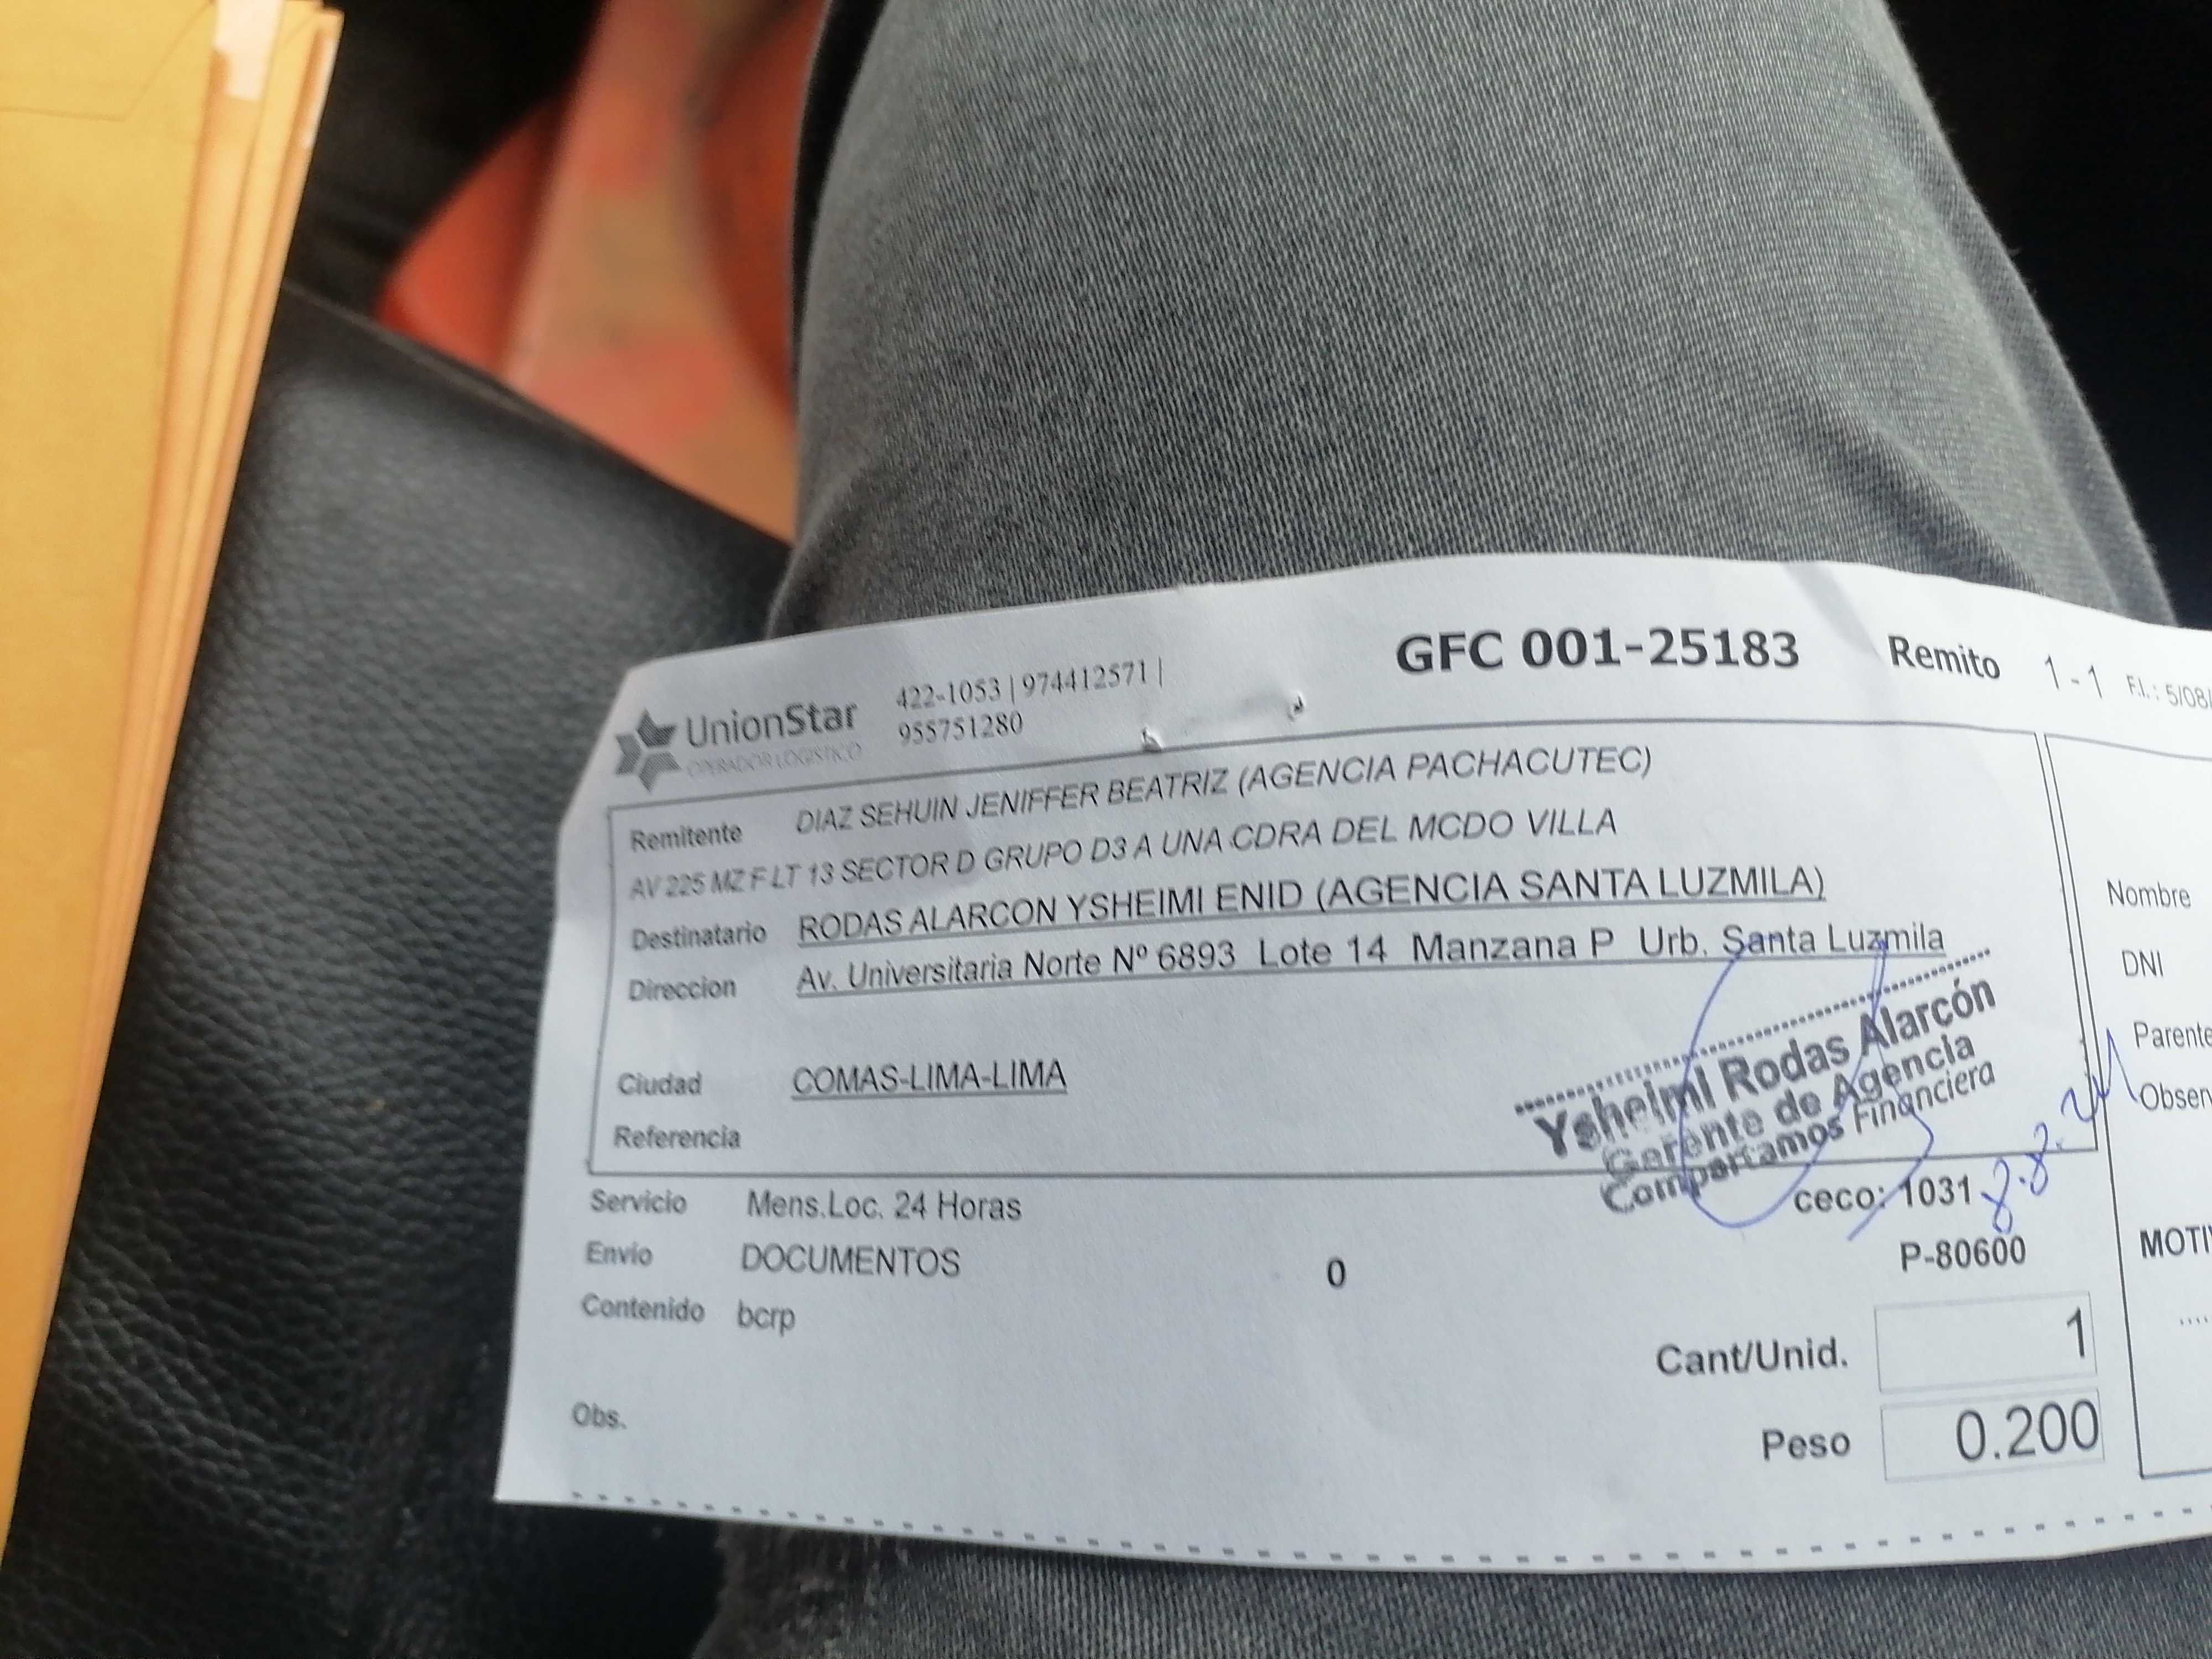 UnionStar
OPERADOR LOGISTICO
422-1053 | 974412571 |
955751280
GFC 001-25183
Remito 1 - 1 F.I.: 5/08/
Remitente DIAZ SEHUIN JENIFFER BEATRIZ (AGENCIA PACHACUTEC)
AV 225 MZ F LT 13 SECTOR D GRUPO D3 A UNA CDRA DEL MCDO VILLA
Destinatario RODAS ALARCON YSHEIMI ENID (AGENCIA SANTA LUZMILA)
Direccion Av. Universitaria Norte Nº 6893 Lote 14 Manzana P Urb. Santa Luzmila
Ciudad COMAS-LIMA-LIMA
Referencia
Ysheimi Rodas Alarcón
Gerente de Agencia
Compartamos Financiera
Servicio Mens.Loc. 24 Horas
ceco: 1031
Envío DOCUMENTOS 0 P-80600
Contenido bcrp
Cant/Unid. 1
Obs.
Peso 0.200
Nombre
DNI
Parente
Obser
MOTI